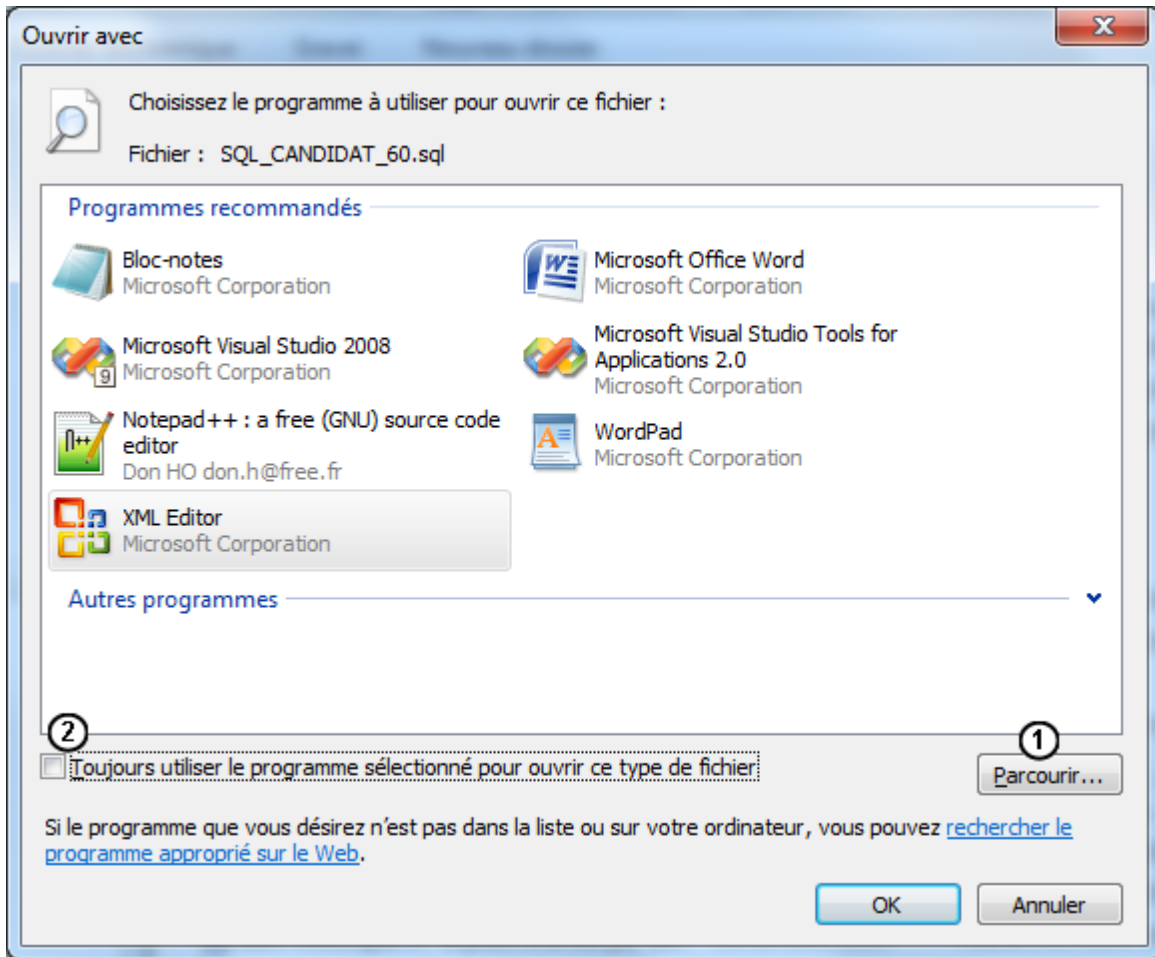 Ouvrir avec
Choisissez le programme à utiliser pour ouvrir ce fichier :
Fichier : SQL_CANDIDAT_60.sql
Programmes recommandés
Bloc-notes
Microsoft Corporation
Microsoft Office Word
Microsoft Corporation
Microsoft Visual Studio 2008
Microsoft Corporation
9
Microsoft Visual Studio Tools for
Applications 2.0
Microsoft Corporation
Notepad++ : a free (GNU) source code
editor
Don HO don.h@free.fr
WordPad
Microsoft Corporation
XML Editor
Microsoft Corporation
Autres programmes
2
1
Toujours utiliser le programme sélectionné pour ouvrir ce type de fichier
Parcourir...
Si le programme que vous désirez n’est pas dans la liste ou sur votre ordinateur, vous pouvez rechercher le
programme approprié sur le Web.
OK
Annuler